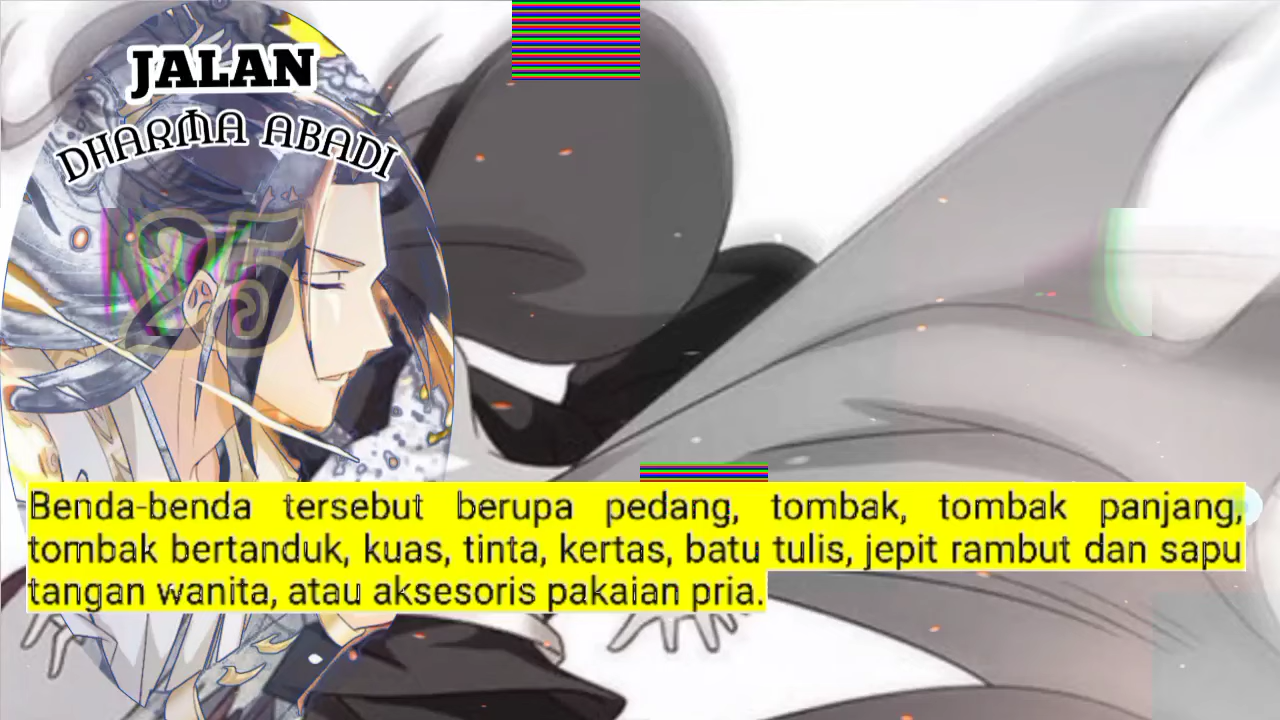 JALAN
DHARMA ABADI
25
Benda-benda tersebut berupa pedang, tombak, tombak panjang,
tombak bertanduk, kuas, tinta, kertas, batu tulis, jepit rambut dan sapu
tangan wanita, atau aksesoris pakaian pria.